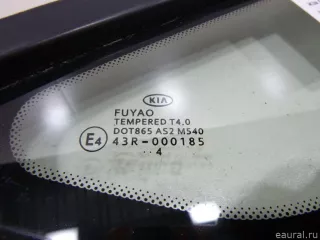 KIA
FUYAO
TEMPERED T4.0
DOT865 AS2 M540
E4 43R-000185
4
© eaural.ru